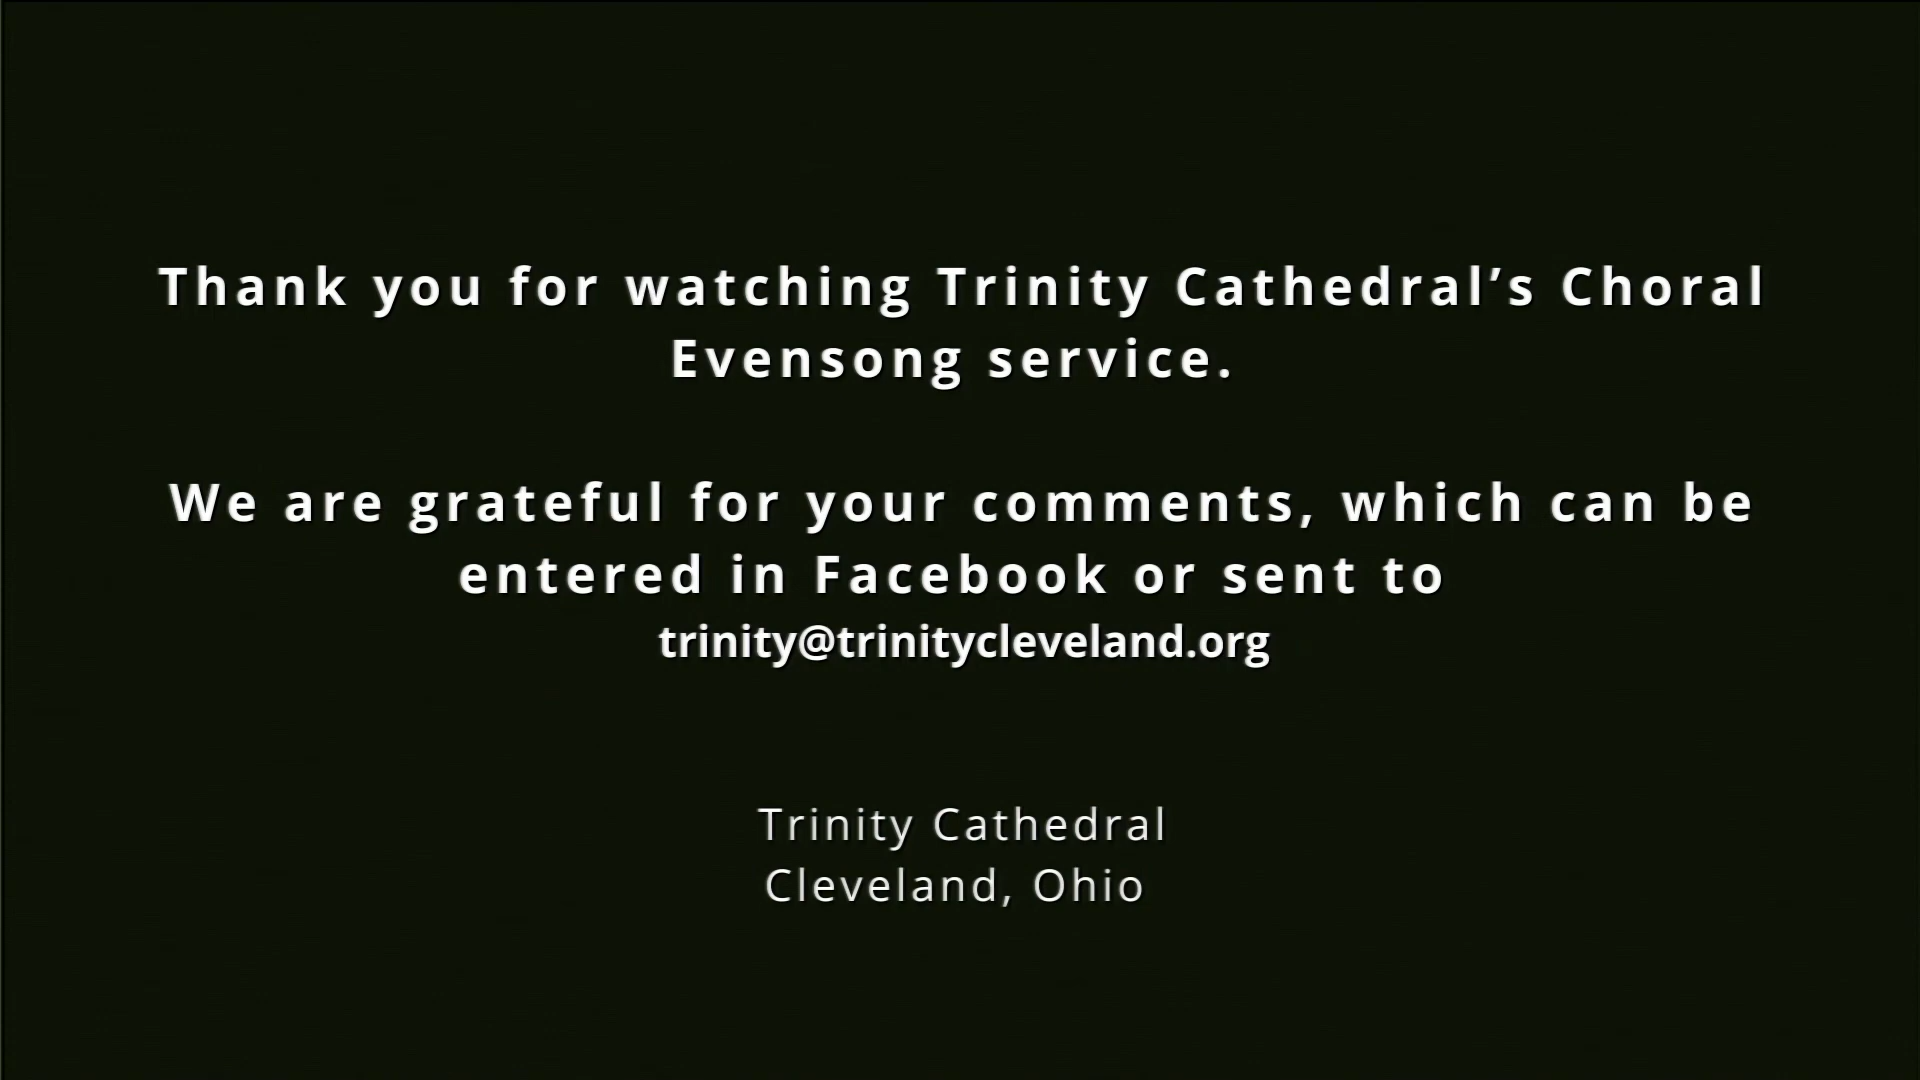 Thank you for watching Trinity Cathedral’s Choral
Evensong service.
We are grateful for your comments, which can be
entered in Facebook or sent to
trinity@trinitycleveland.org
Trinity Cathedral
Cleveland, Ohio